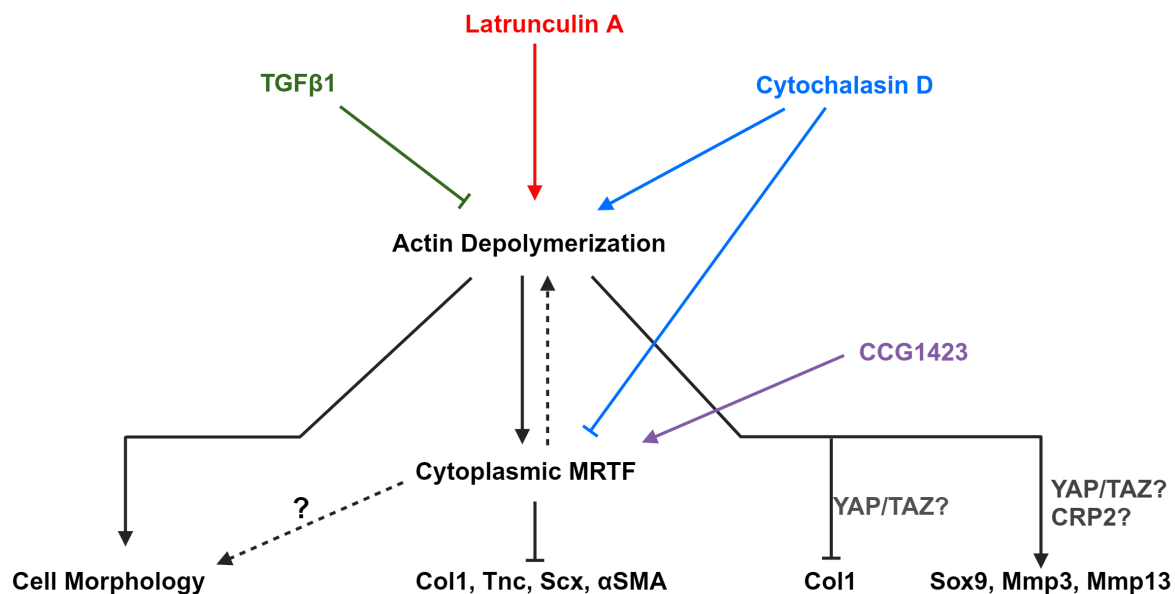 Latrunculin A
TGFβ1
Cytochalasin D
Actin Depolymerization
CCG1423
Cytoplasmic MRTF
?
YAP/TAZ?
YAP/TAZ?
CRP2?
Cell Morphology
Col1, Tnc, Scx, αSMA
Col1
Sox9, Mmp3, Mmp13